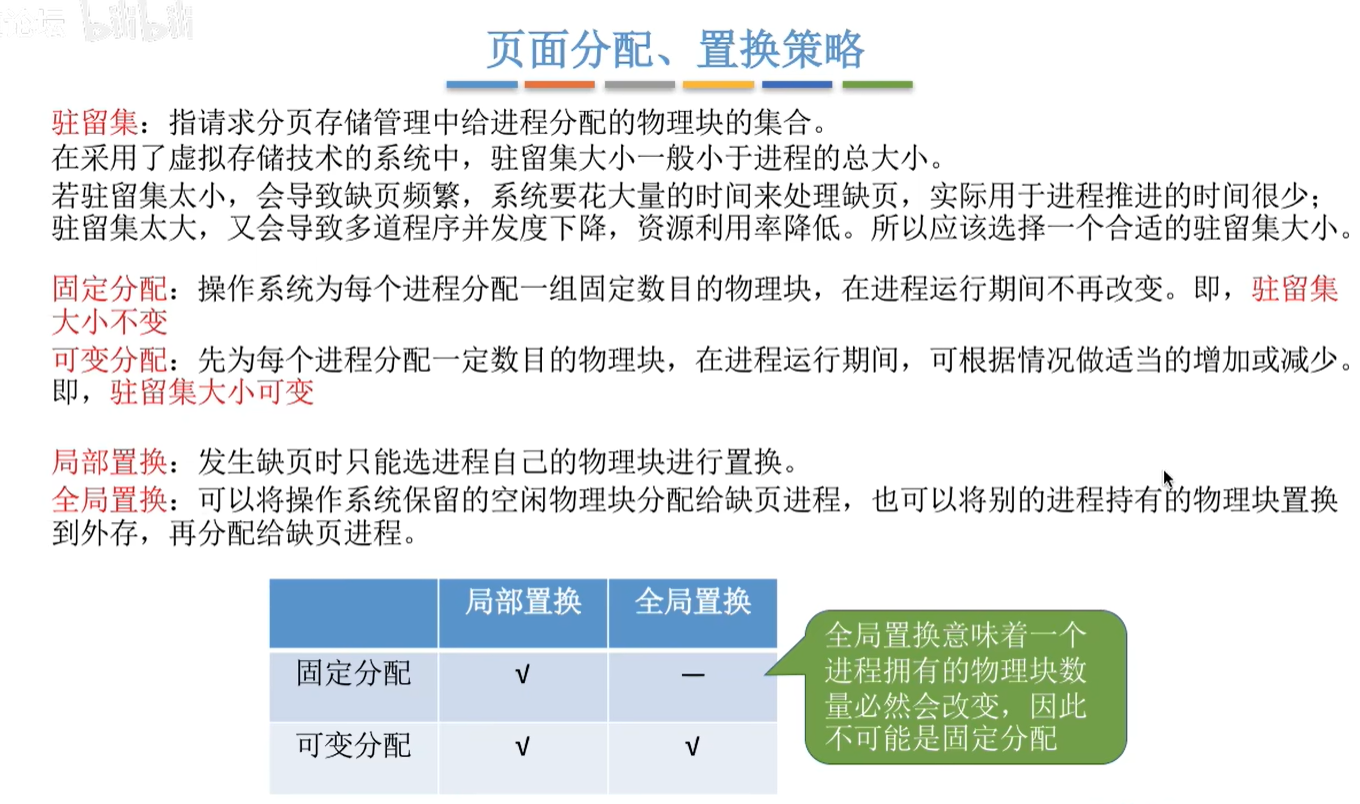 论坛 bilibili
页面分配、置换策略
驻留集：指请求分页存储管理中给进程分配的物理块的集合。
在采用了虚拟存储技术的系统中，驻留集大小一般小于进程的总大小。
若驻留集太小，会导致缺页频繁，系统要花大量的时间来处理缺页，实际用于进程推进的时间很少；
驻留集太大，又会导致多道程序并发度下降，资源利用率降低。所以应该选择一个合适的驻留集大小。
固定分配：操作系统为每个进程分配一组固定数目的物理块，在进程运行期间不再改变。即，驻留集
大小不变
可变分配：先为每个进程分配一定数目的物理块，在进程运行期间，可根据情况做适当的增加或减少。
即，驻留集大小可变
局部置换：发生缺页时只能选进程自己的物理块进行置换。
全局置换：可以将操作系统保留的空闲物理块分配给缺页进程，也可以将别的进程持有的物理块置换
到外存，再分配给缺页进程。
局部置换 全局置换
固定分配 √ —
可变分配 √ √
全局置换意味着一个
进程拥有的物理块数
量必然会改变，因此
不可能是固定分配